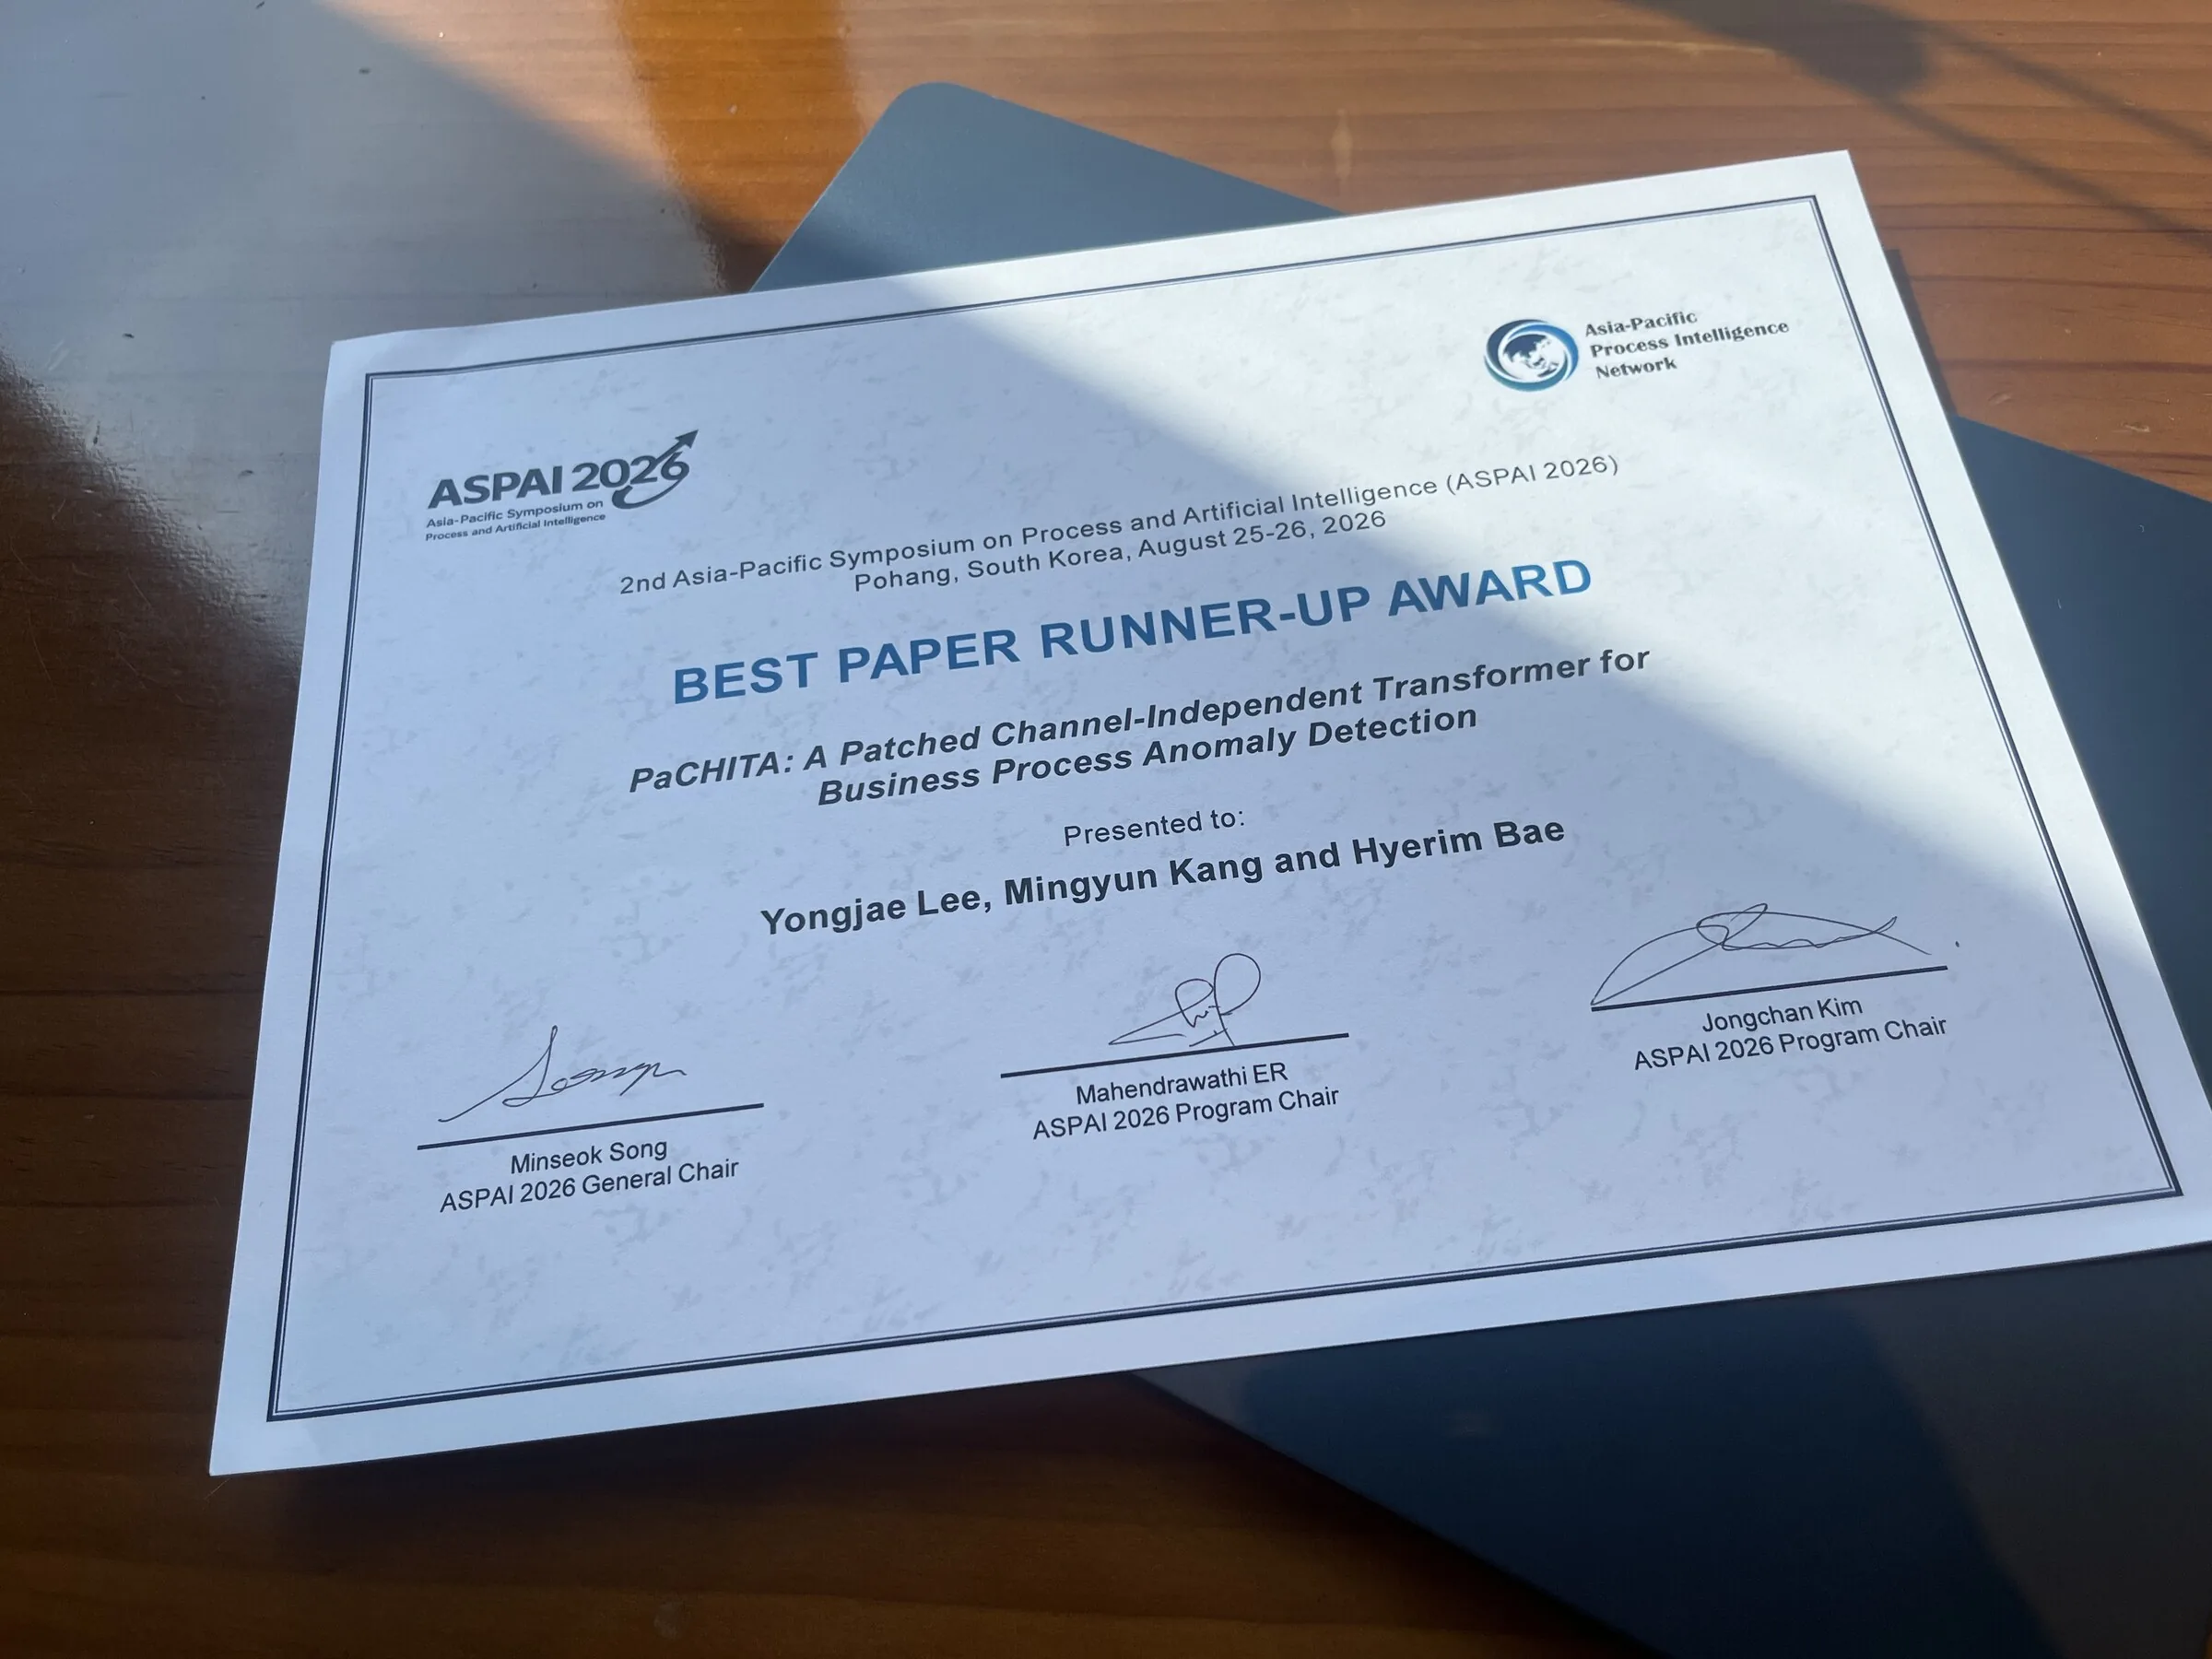 Asia-Pacific
Process Intelligence
Network
ASPAI 2026
Asia-Pacific Symposium on
Process and Artificial Intelligence
2nd Asia-Pacific Symposium on Process and Artificial Intelligence (ASPAI 2026)
Pohang, South Korea, August 25-26, 2026
BEST PAPER RUNNER-UP AWARD
PaCHITA: A Patched Channel-Independent Transformer for
Business Process Anomaly Detection
Presented to:
Yongjae Lee, Mingyun Kang and Hyerim Bae
Minseok Song
ASPAI 2026 General Chair
Mahendrawathi ER
ASPAI 2026 Program Chair
Jongchan Kim
ASPAI 2026 Program Chair